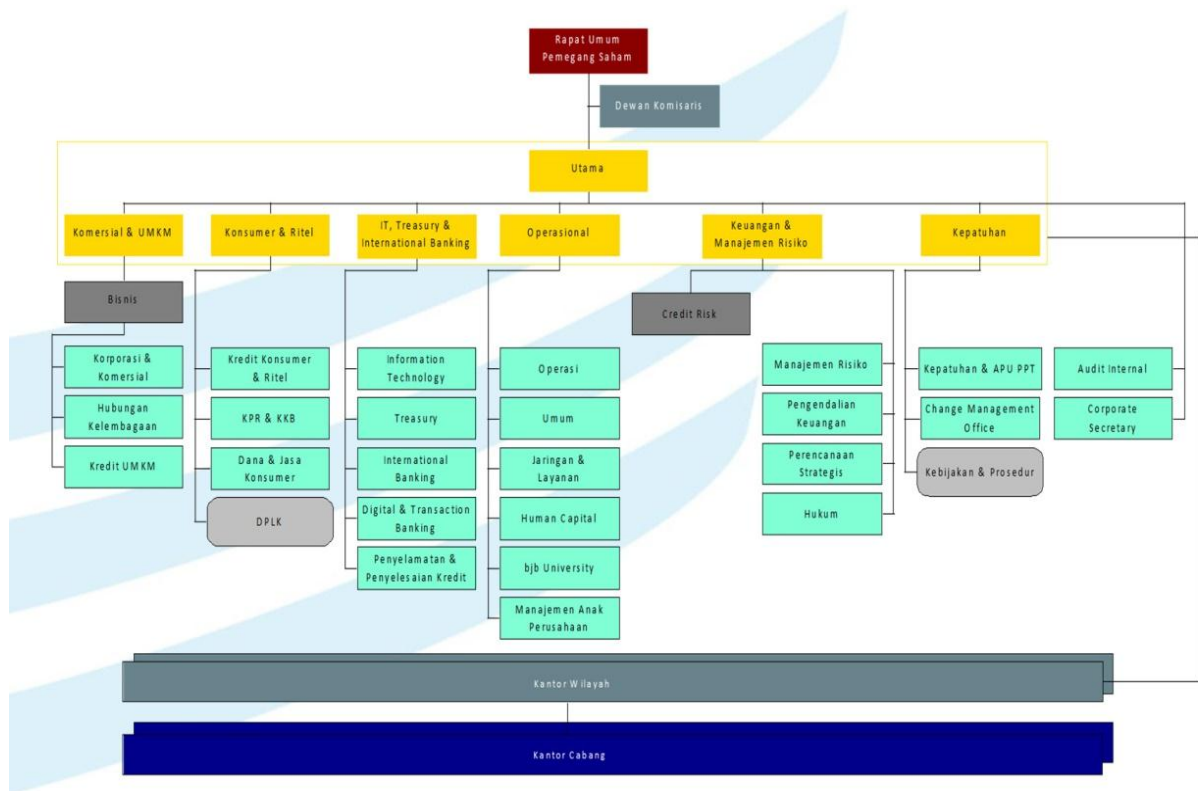 Rapat Umum
Pemegang Saham
Dewan Komisaris
Utama
Komersial & UMKM
Konsumer & Ritel
IT, Treasury &
International Banking
Operasional
Keuangan &
Manajemen Risiko
Kepatuhan
Bisnis
Korporasi &
Komersial
Hubungan
Kelembagaan
Kredit UMKM
Kredit Konsumer
& Ritel
KPR & KKB
Dana & Jasa
Konsumer
DPLK
Information
Technology
Treasury
International
Banking
Digital & Transaction
Banking
Penyelamatan &
Penyelesaian Kredit
Operasi
Umum
Jaringan &
Layanan
Human Capital
bjb University
Manajemen Anak
Perusahaan
Credit Risk
Manajemen Risiko
Pengendalian
Keuangan
Perencanaan
Strategis
Hukum
Kepatuhan & APU PPT
Change Management
Office
Kebijakan & Prosedur
Audit Internal
Corporate
Secretary
Kantor Wilayah
Kantor Cabang